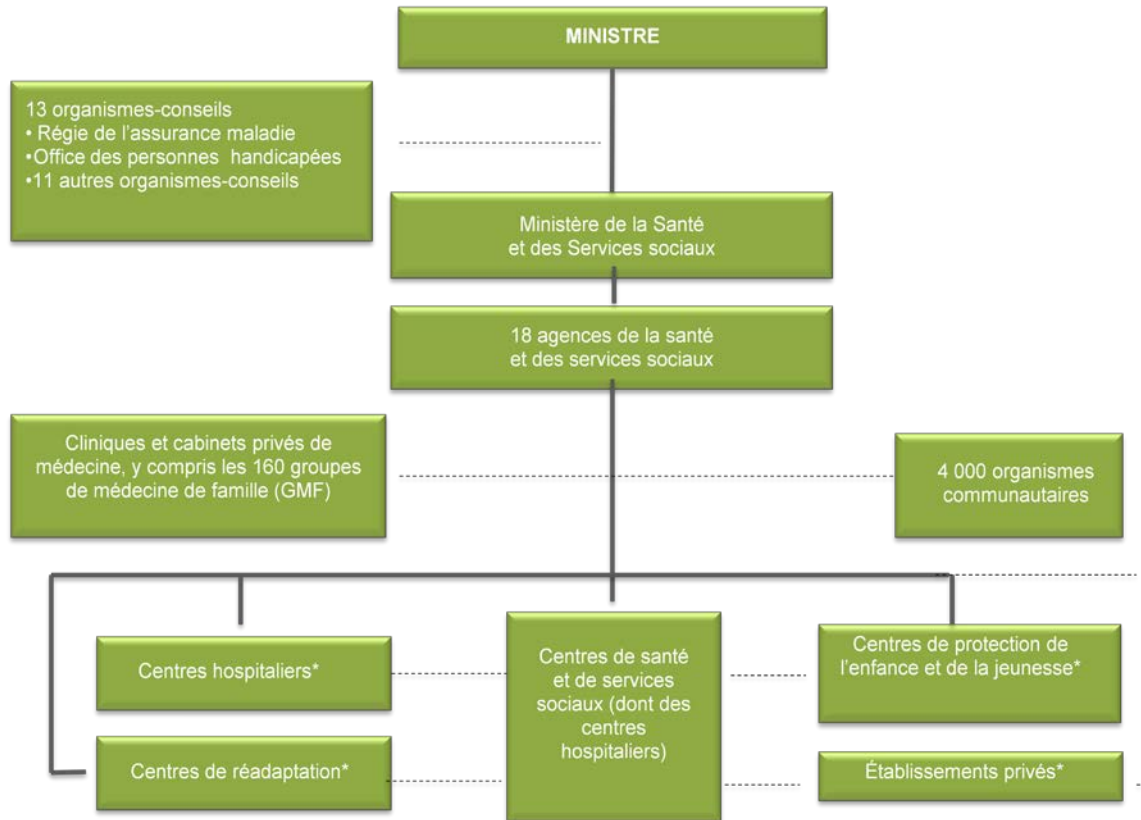 MINISTRE
13 organismes-conseils
• Régie de l'assurance maladie
•Office des personnes handicapées
•11 autres organismes-conseils
Ministère de la Santé
et des Services sociaux
18 agences de la santé
et des services sociaux
Cliniques et cabinets privés de
médecine, y compris les 160 groupes
de médecine de famille (GMF)
4 000 organismes
communautaires
Centres hospitaliers*
Centres de santé
et de services
sociaux (dont des
centres
hospitaliers)
Centres de protection de
l'enfance et de la jeunesse*
Centres de réadaptation*
Établissements privés*